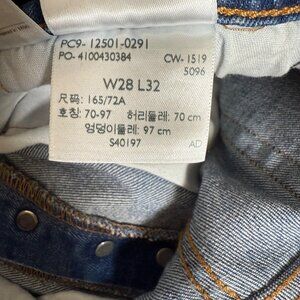 PC9- 12501-0291
PO- 4100430384 CW- 1519
5096
W28 L32
尺码: 165/72A
호칭: 70-97 허리둘레: 70 cm
엉덩이둘레: 97 cm
S40197 AD